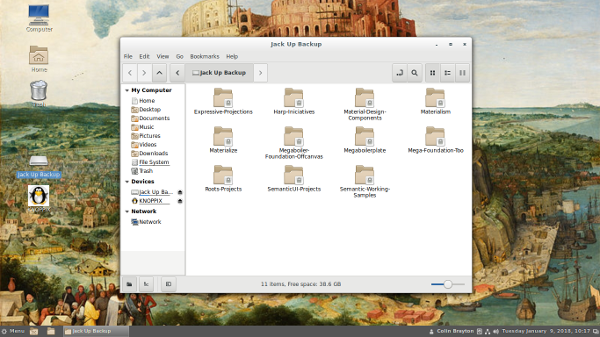 Computer
Home
Jack Up Backup
Jack Up Backup
File Edit View Go Bookmarks Help
Jack Up Backup
My Computer
Home
Desktop
Documents
Music
Pictures
Videos
Downloads
File System
Trash
Devices
Jack Up Ba...
KNOPPIX
Network
Network
Expressive-Projections
Harp-Iniciatives
Material-Design-
Components
Materialism
Materialize
Megaboiler-
Foundation-Offcanvas
Megaboilerplate
Mega-Foundation-Too
Roots-Projects
SemanticUI-Projects
Semantic-Working-
Samples
11 items, Free space: 38.6 GB
Menu
Jack Up Backup
Colin Brayton
Tuesday January 9, 2018, 10:17